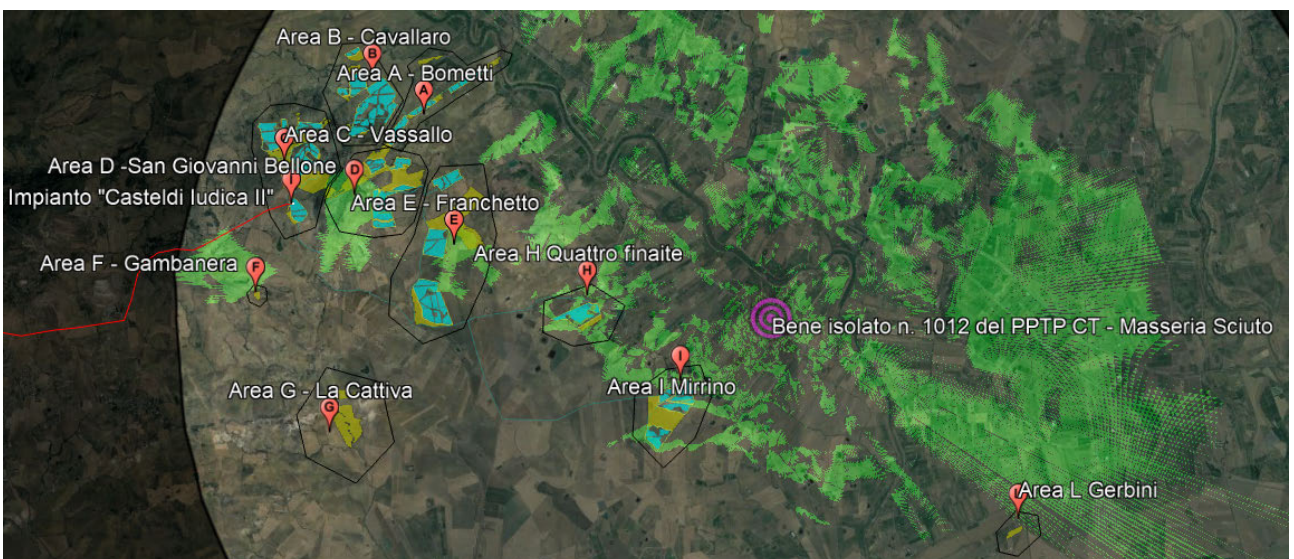 Area B - Cavallaro
B
Area A - Bometti
A
Area C - Vassallo
Area D -San Giovanni Bellone
D
Impianto "Casteldi Iudica II"
Area E - Franchetto
E
Area F - Gambanera
F
Area H Quattro finaite
H
Bene isolato n. 1012 del PPTP CT - Masseria Sciuto
I
Area I Mirrino
Area G - La Cattiva
G
Area L Gerbini